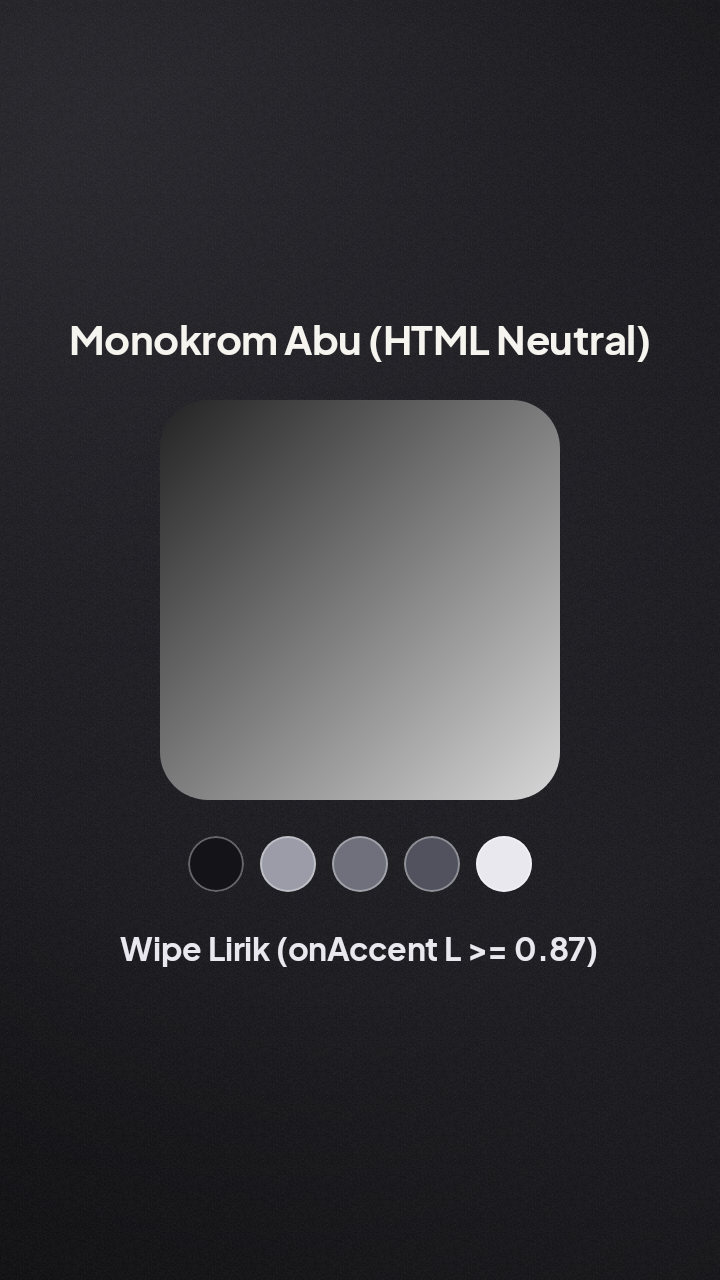 Monokrom Abu (HTML Neutral)
Wipe Lirik (onAccent L >= 0.87)